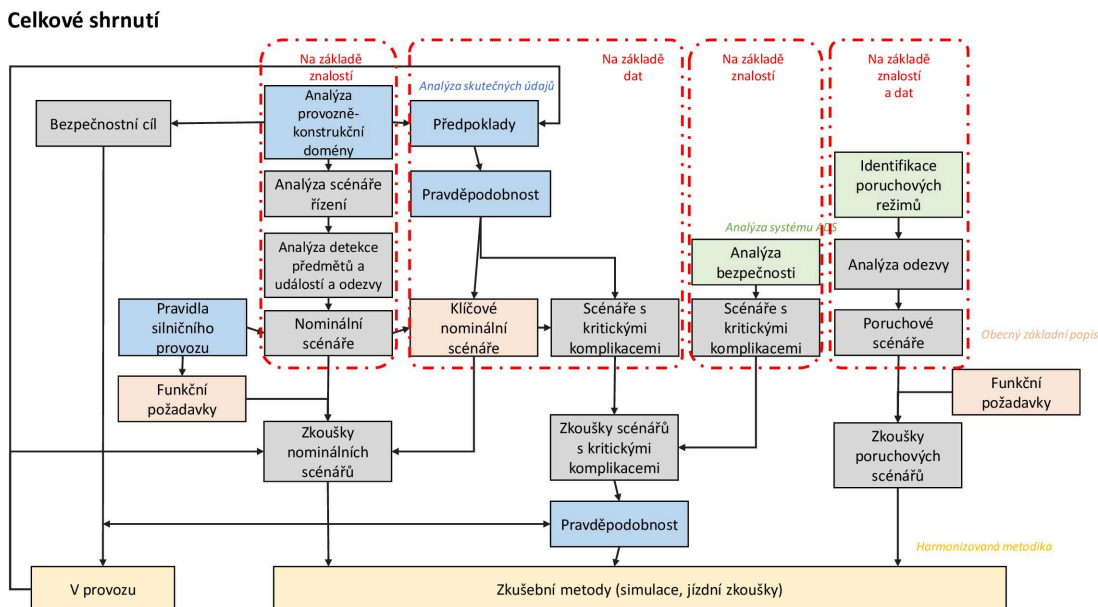 Celkové shrnutí
Na základě
znalostí
Na základě
dat
Na základě
znalostí
Na základě
znalostí
a dat
Analýza skutečných údajů
Bezpečnostní cíl
Analýza
provozně-
konstrukční
domény
Předpoklady
Identifikace
poruchových
režimů
Analýza scénáře
řízení
Pravděpodobnost
Analýza systému ADS
Analýza detekce
předmětů a
událostí a odezvy
Analýza
bezpečnosti
Analýza odezvy
Pravidla
silničního
provozu
Nominální
scénáře
Klíčové
nominální
scénáře
Scénáře s
kritickými
komplikacemi
Scénáře s
kritickými
komplikacemi
Poruchové
scénáře
Obecný základní popis
Funkční
požadavky
Funkční
požadavky
Zkoušky
nominálních
scénářů
Zkoušky scénářů
s kritickými
komplikacemi
Zkoušky
poruchových
scénářů
Pravděpodobnost
Harmonizovaná metodika
V provozu
Zkušební metody (simulace, jízdní zkoušky)